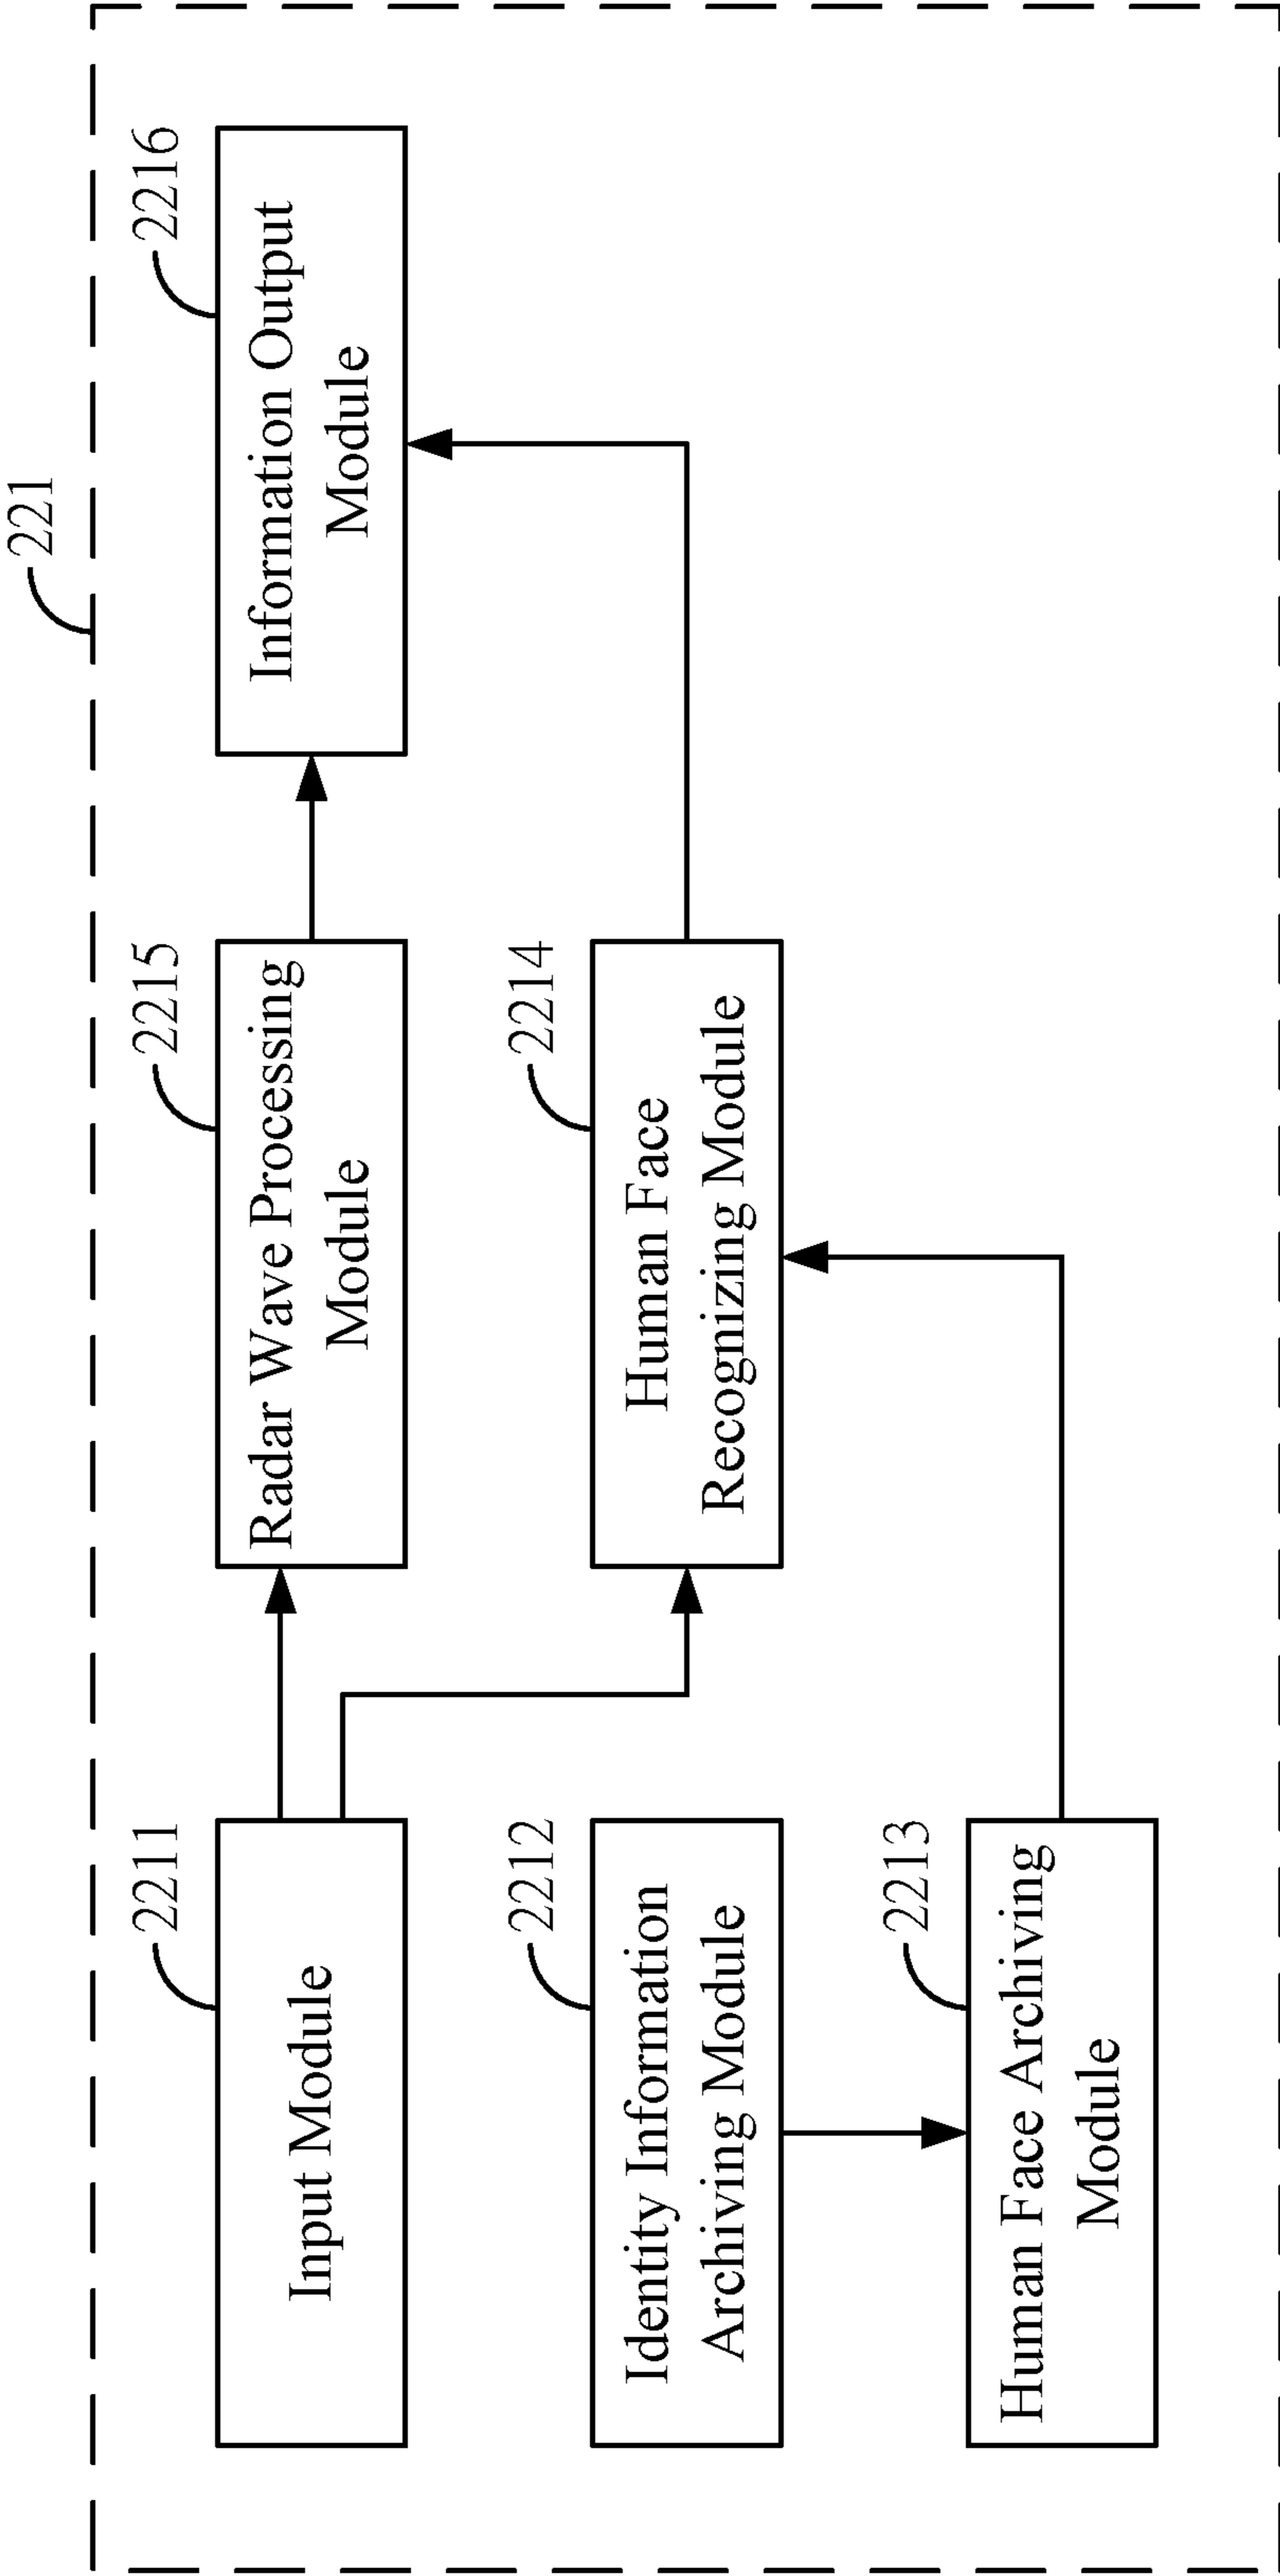 221
2211
Input Module
2215
Radar Wave Processing
Module
2216
Information Output
Module
2212
Identity Information
Archiving Module
2214
Human Face
Recognizing Module
2213
Human Face Archiving
Module